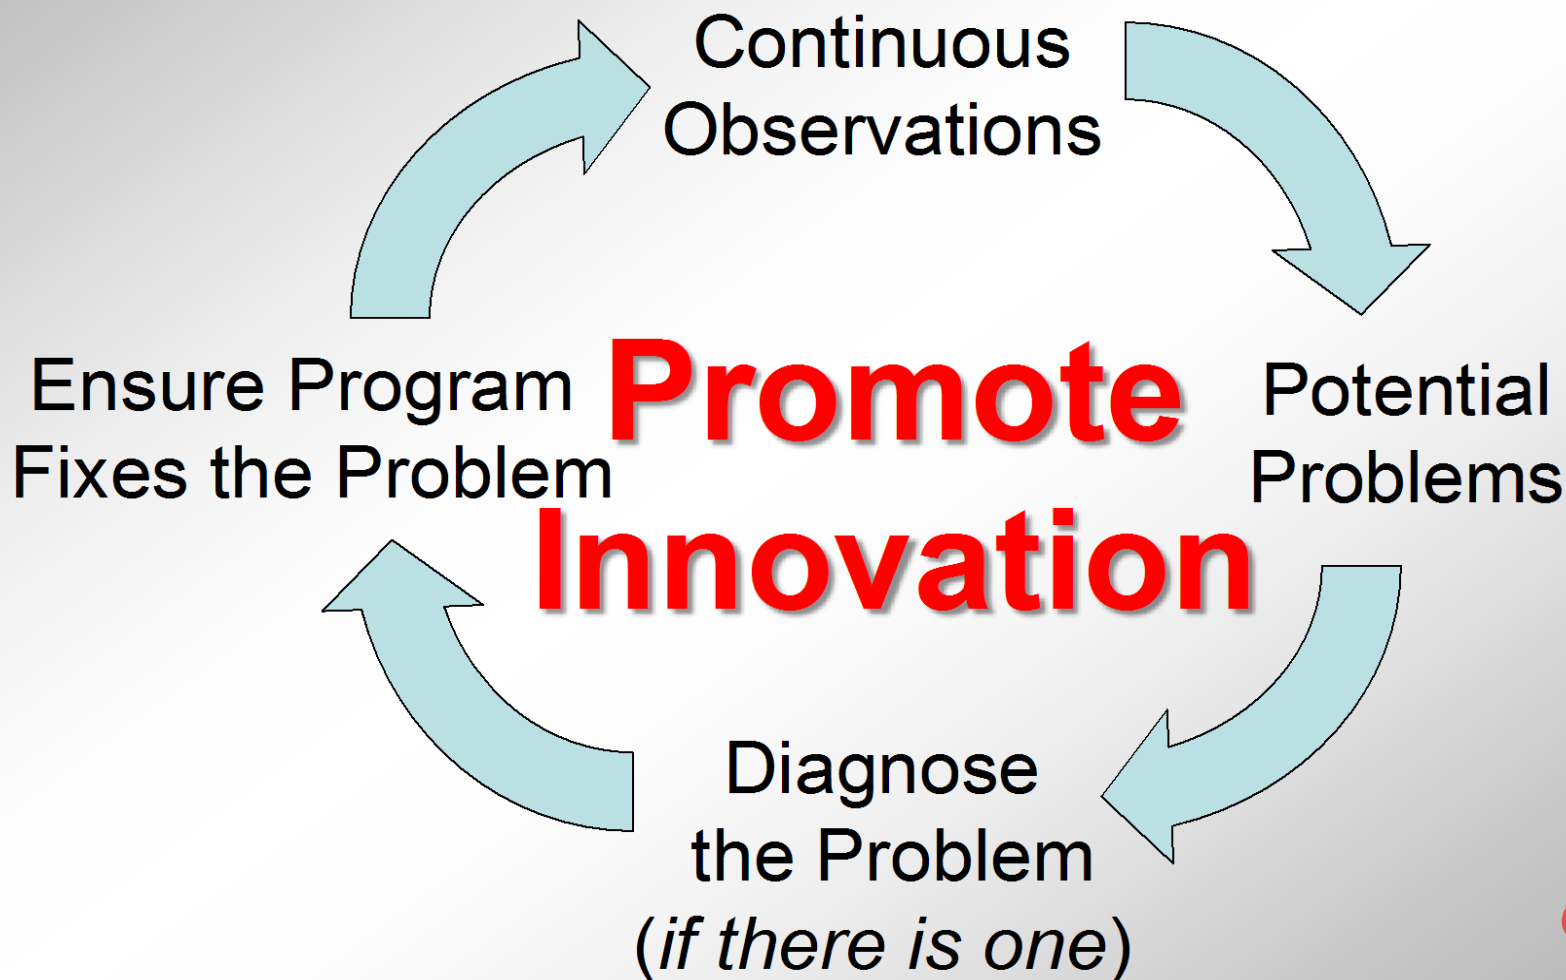 Continuous
Observations
Potential
Problems
Diagnose
the Problem
(if there is one)
Ensure Program
Fixes the Problem
Promote
Innovation